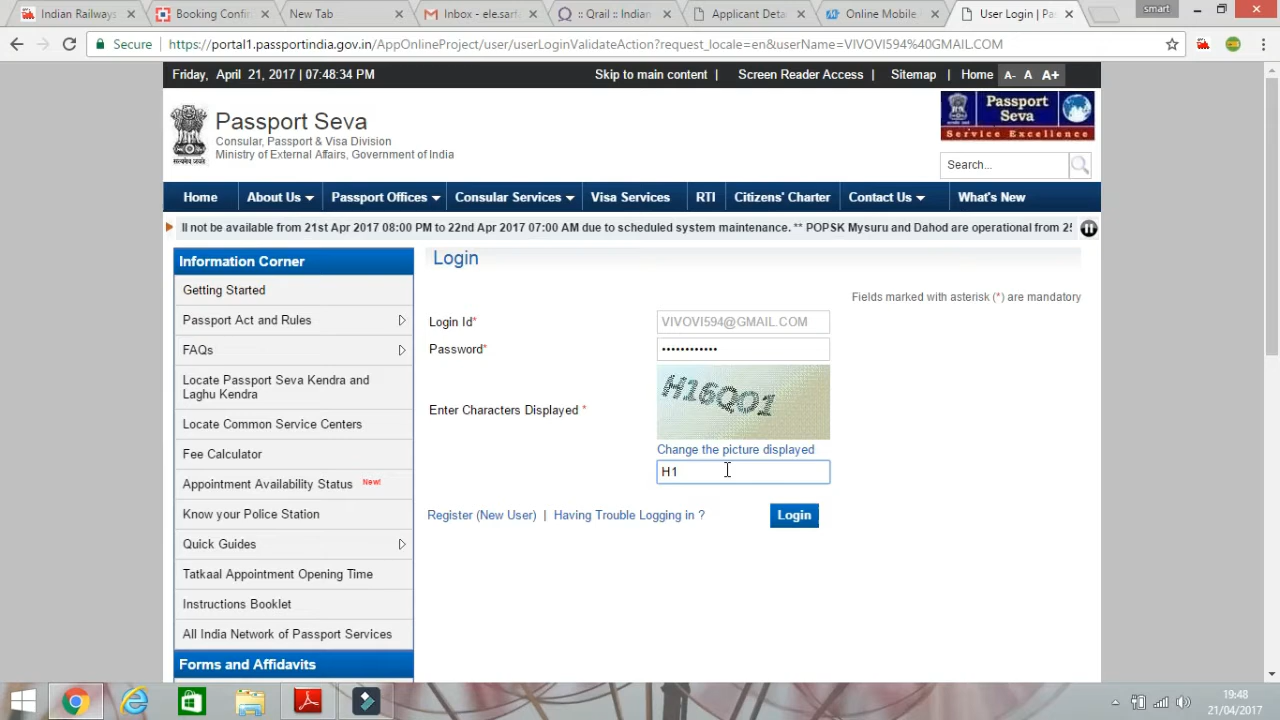 Indian Railways
Booking Confir
New Tab
Inbox - ele.sarf
:: Qrail :: Indian
Applicant Detai
Online Mobile
User Login | Pa
smart
Secure
https://portal1.passportindia.gov.in/AppOnlineProject/user/userLoginValidateAction?request_locale=en&userName=VIVOVI594%40GMAIL.COM
Friday, April 21, 2017 | 07:48:34 PM
Skip to main content | Screen Reader Access | Sitemap | Home A- A A+
Passport Seva
Consular, Passport & Visa Division
Ministry of External Affairs, Government of India
सत्यमेव जयते
Passport
Seva
Service Excellence
Search...
Home About Us Passport Offices Consular Services Visa Services RTI Citizens' Charter Contact Us What's New
ll not be available from 21st Apr 2017 08:00 PM to 22nd Apr 2017 07:00 AM due to scheduled system maintenance. ** POPSK Mysuru and Dahod are operational from 25
Information Corner
Getting Started
Passport Act and Rules
FAQs
Locate Passport Seva Kendra and
Laghu Kendra
Locate Common Service Centers
Fee Calculator
Appointment Availability Status New!
Know your Police Station
Quick Guides
Tatkaal Appointment Opening Time
Instructions Booklet
All India Network of Passport Services
Forms and Affidavits
Login
Fields marked with asterisk (*) are mandatory
Login Id*
VIVOVI594@GMAIL.COM
Password*
••••••••••••
H16QO1
Enter Characters Displayed *
Change the picture displayed
H1
Register (New User) | Having Trouble Logging in ?
Login
19:48
21/04/2017